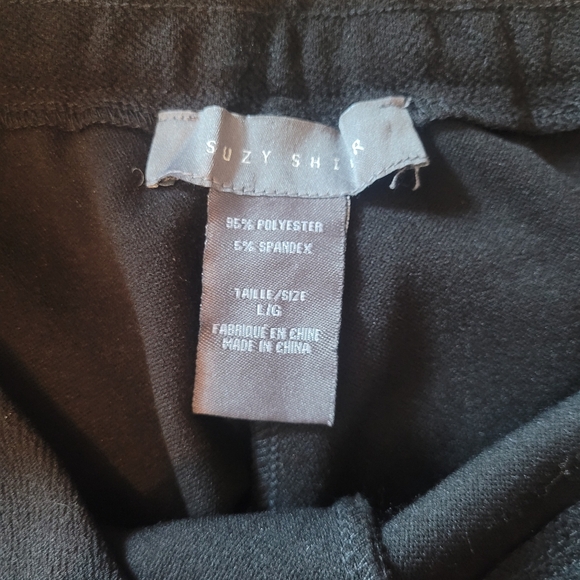 SUZY SHIER
95% POLYESTER
5% SPANDEX
TAILLE/SIZE
L/G
FABRIQUÉ EN CHINE
MADE IN CHINA